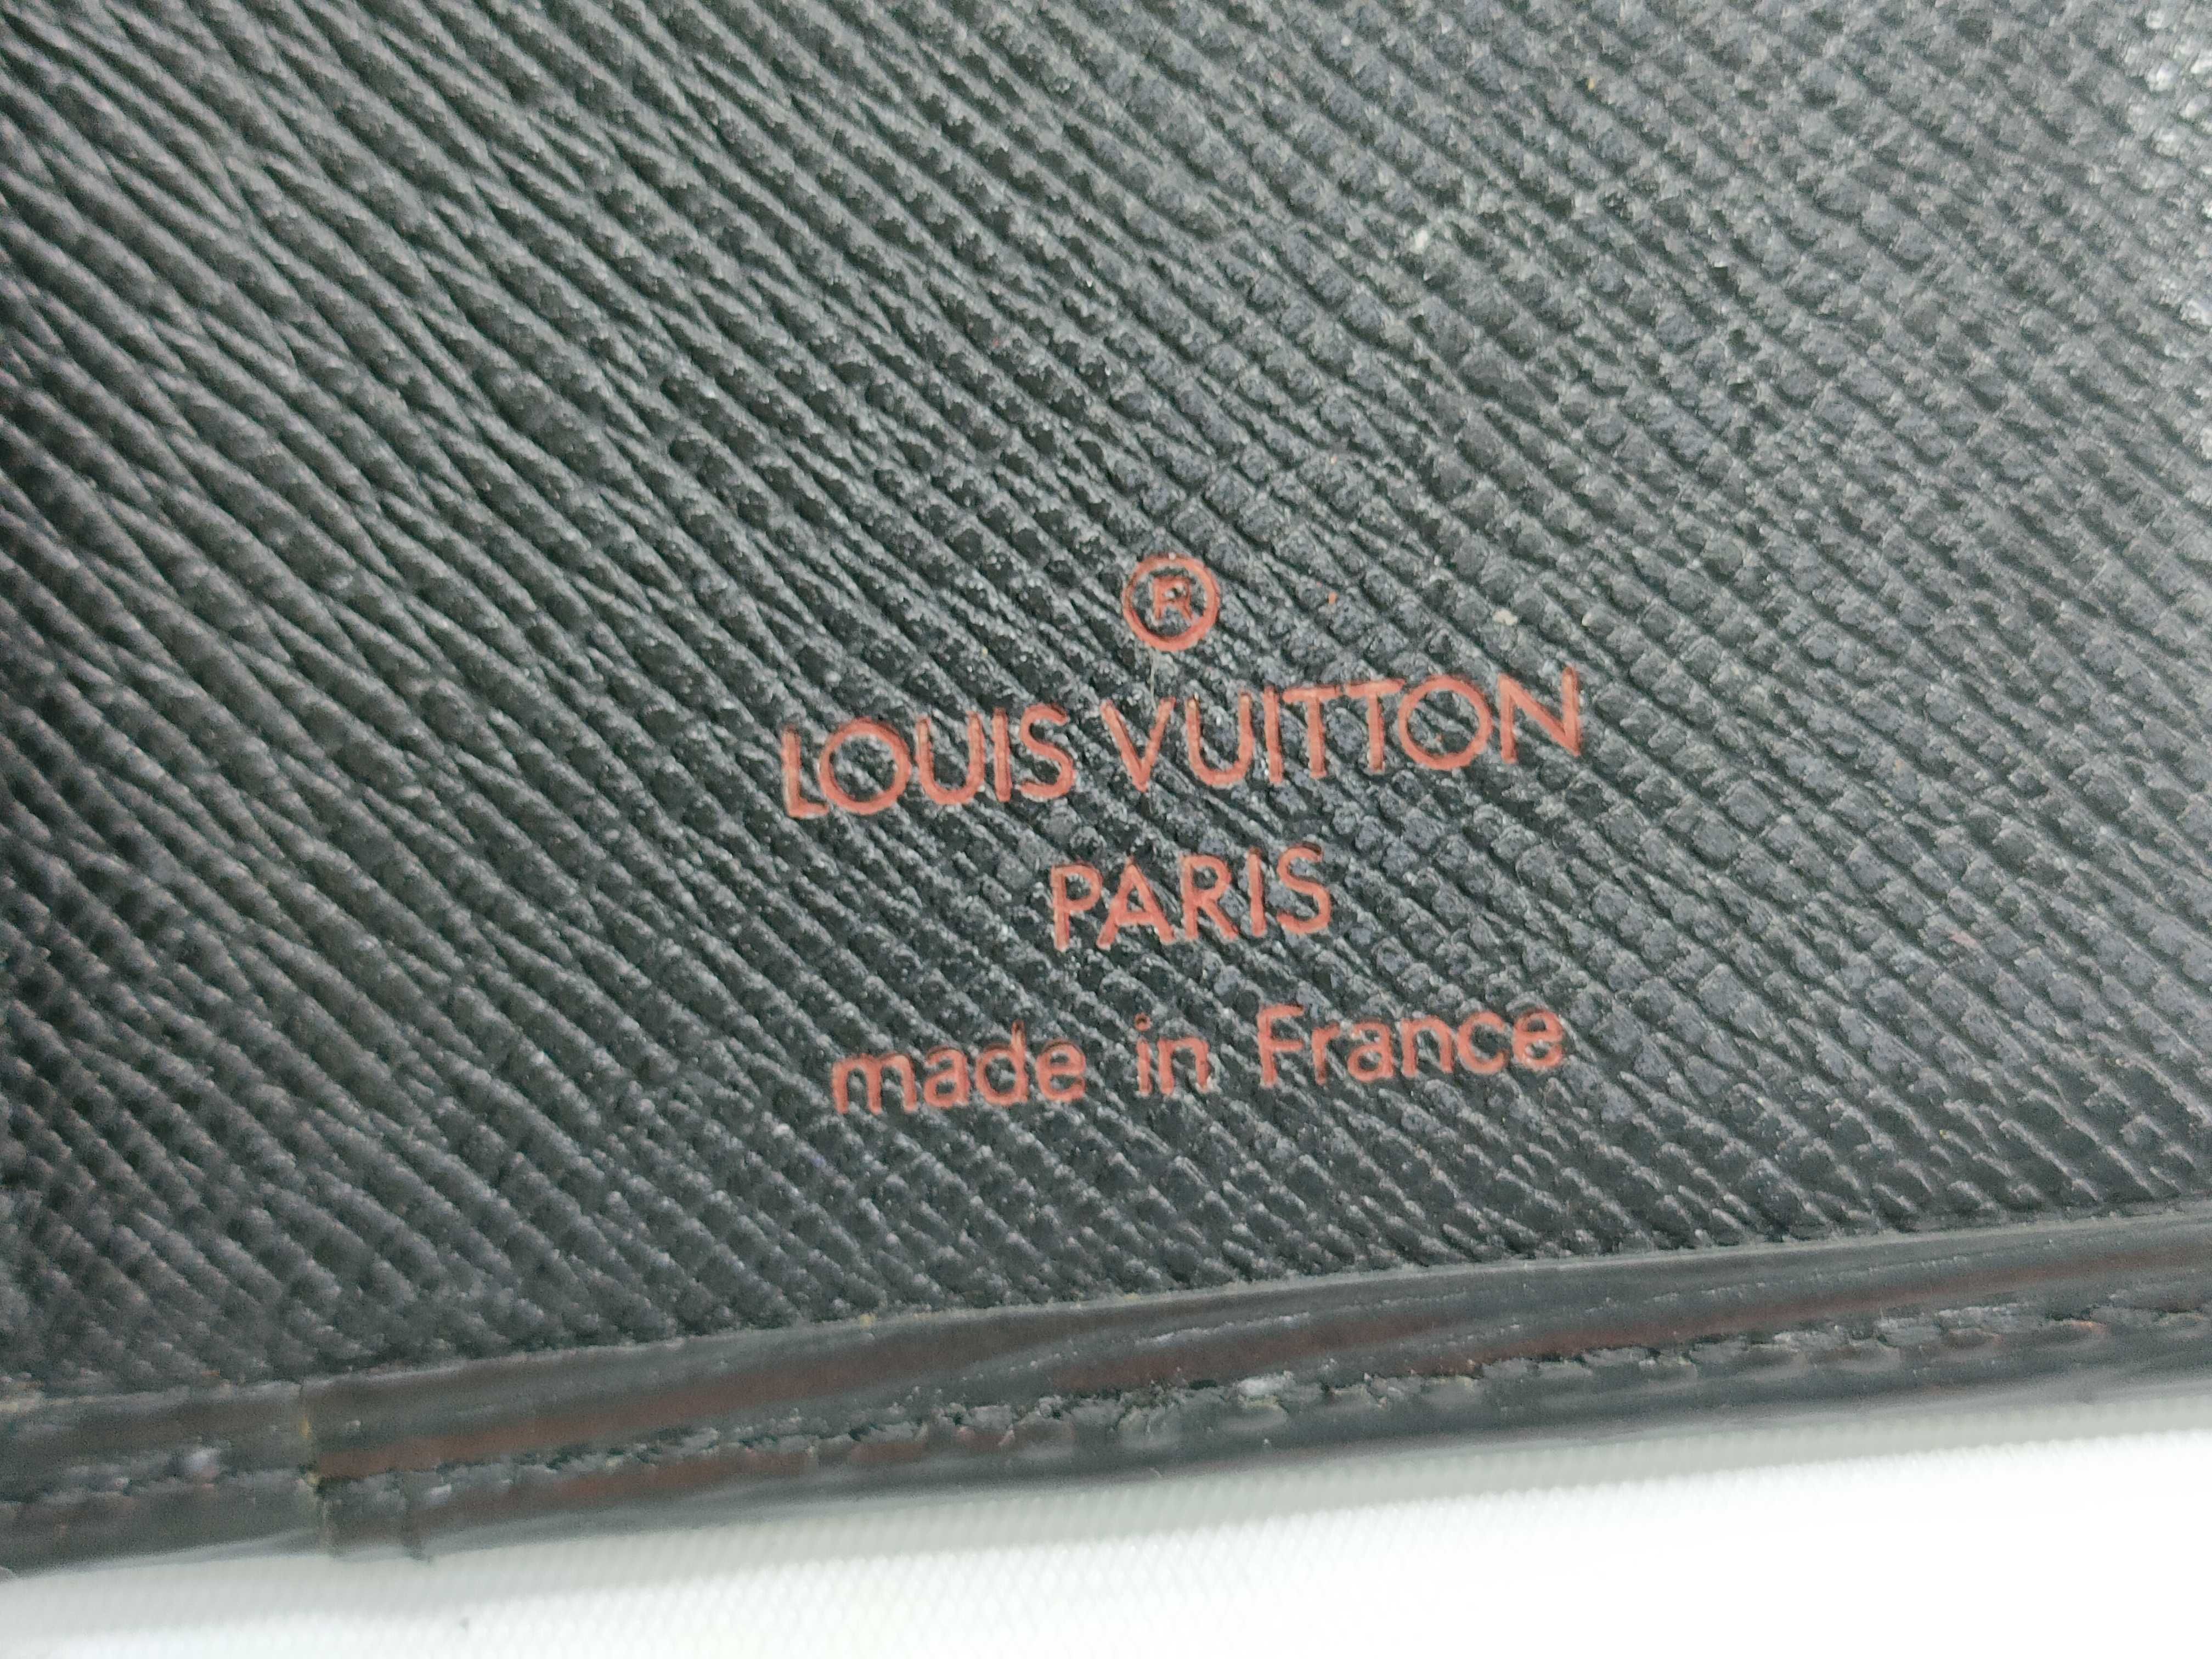 ®
LOUIS VUITTON
PARIS
made in France